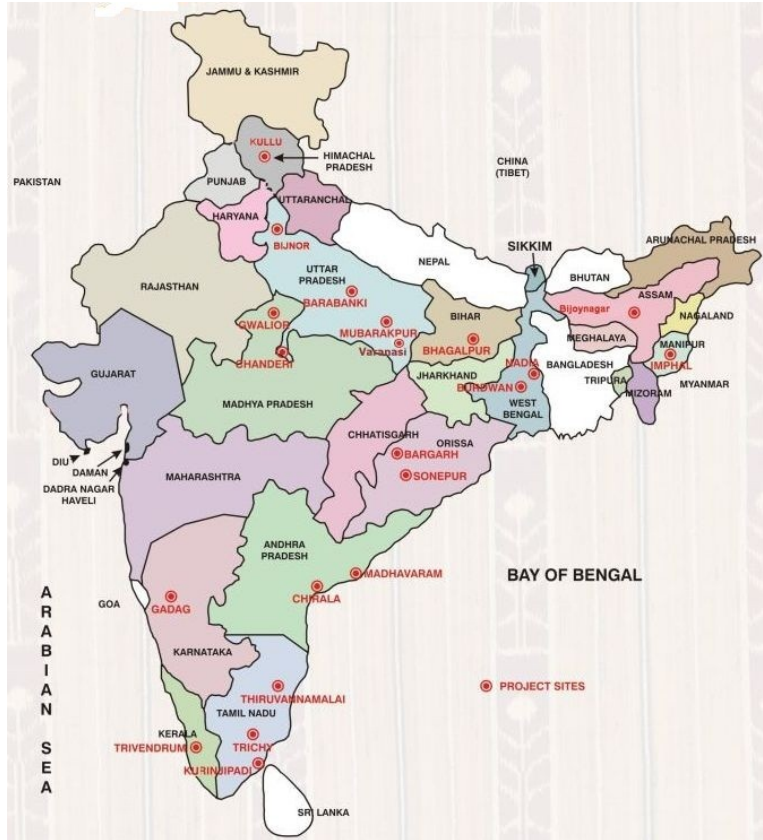 JAMMU & KASHMIR
KULLU
HIMACHAL
PRADESH
CHINA
(TIBET)
PAKISTAN
PUNJAB
UTTARANCHAL
HARYANA
BIJNOR
SIKKIM
ARUNACHAL PRADESH
NEPAL
BHUTAN
RAJASTHAN
UTTAR
PRADESH
BARABANKI
ASSAM
Bijoynagar
NAGALAND
GWALIOR
MUBARAKPUR
BIHAR
MEGHALAYA
MANIPUR
Varanasi
BHAGALPUR
CHANDERI
NADIA
BANGLADESH
IMPHAL
GUJARAT
JHARKHAND
BURDWAN
TRIPURA
MYANMAR
MIZORAM
MADHYA PRADESH
WEST
BENGAL
CHHATISGARH
ORISSA
BARGARH
DIU
DAMAN
MAHARASHTRA
SONEPUR
DADRA NAGAR
HAVELI
ANDHRA
PRADESH
MADHAVARAM
BAY OF BENGAL
CHIRALA
GOA
GADAG
ARABIAN SEA
KARNATAKA
THIRUVANNAMALAI
PROJECT SITES
TAMIL NADU
KERALA
TRIVENDRUM
TRICHY
KURINJIPADI
SRI LANKA